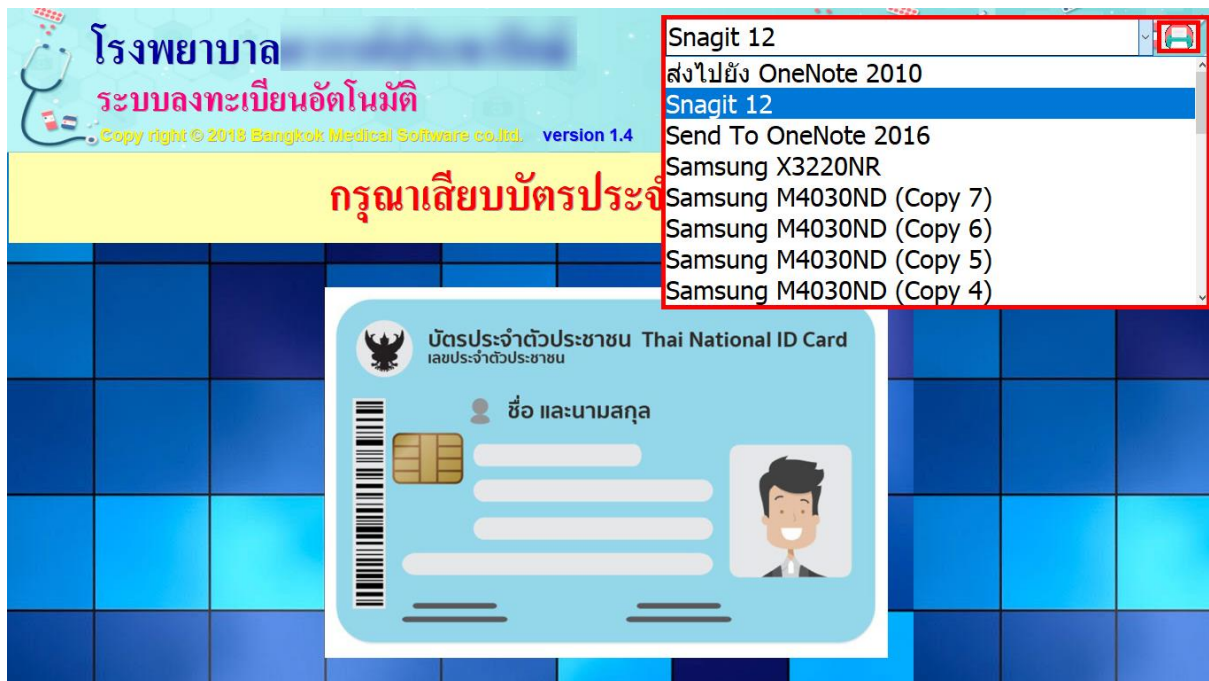 โรงพยาบาล
ระบบลงทะเบียนอัตโนมัติ
Copy right © 2018 Bangkok Medical Software co.ltd. version 1.4
Snagit 12
ส่งไปยัง OneNote 2010
Snagit 12
Send To OneNote 2016
Samsung X3220NR
Samsung M4030ND (Copy 7)
Samsung M4030ND (Copy 6)
Samsung M4030ND (Copy 5)
Samsung M4030ND (Copy 4)
กรุณาเสียบบัตรประจำ
บัตรประจำตัวประชาชน Thai National ID Card
เลขประจำตัวประชาชน
ชื่อ และนามสกุล